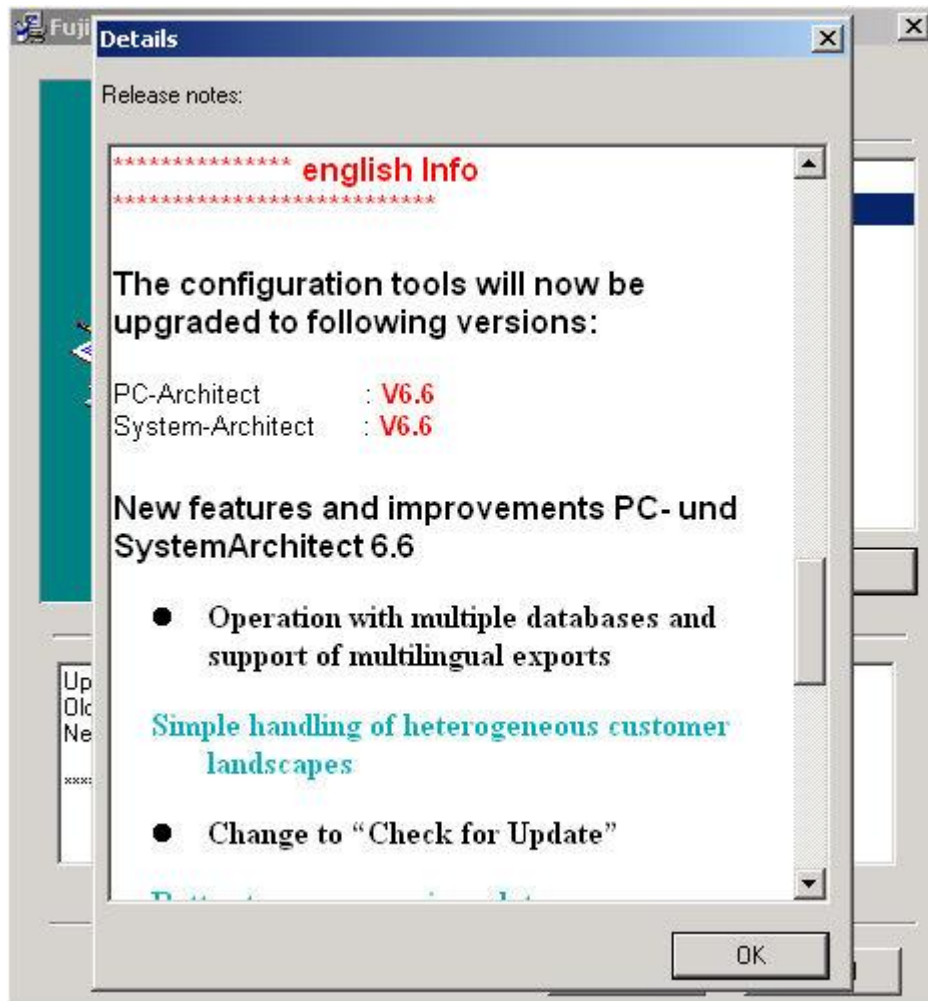 Details
Release notes:
*************** english Info
***************************
The configuration tools will now be
upgraded to following versions:
PC-Architect : V6.6
System-Architect : V6.6
New features and improvements PC- und
SystemArchitect 6.6
● Operation with multiple databases and
support of multilingual exports
Simple handling of heterogeneous customer
landscapes
● Change to “Check for Update”
OK